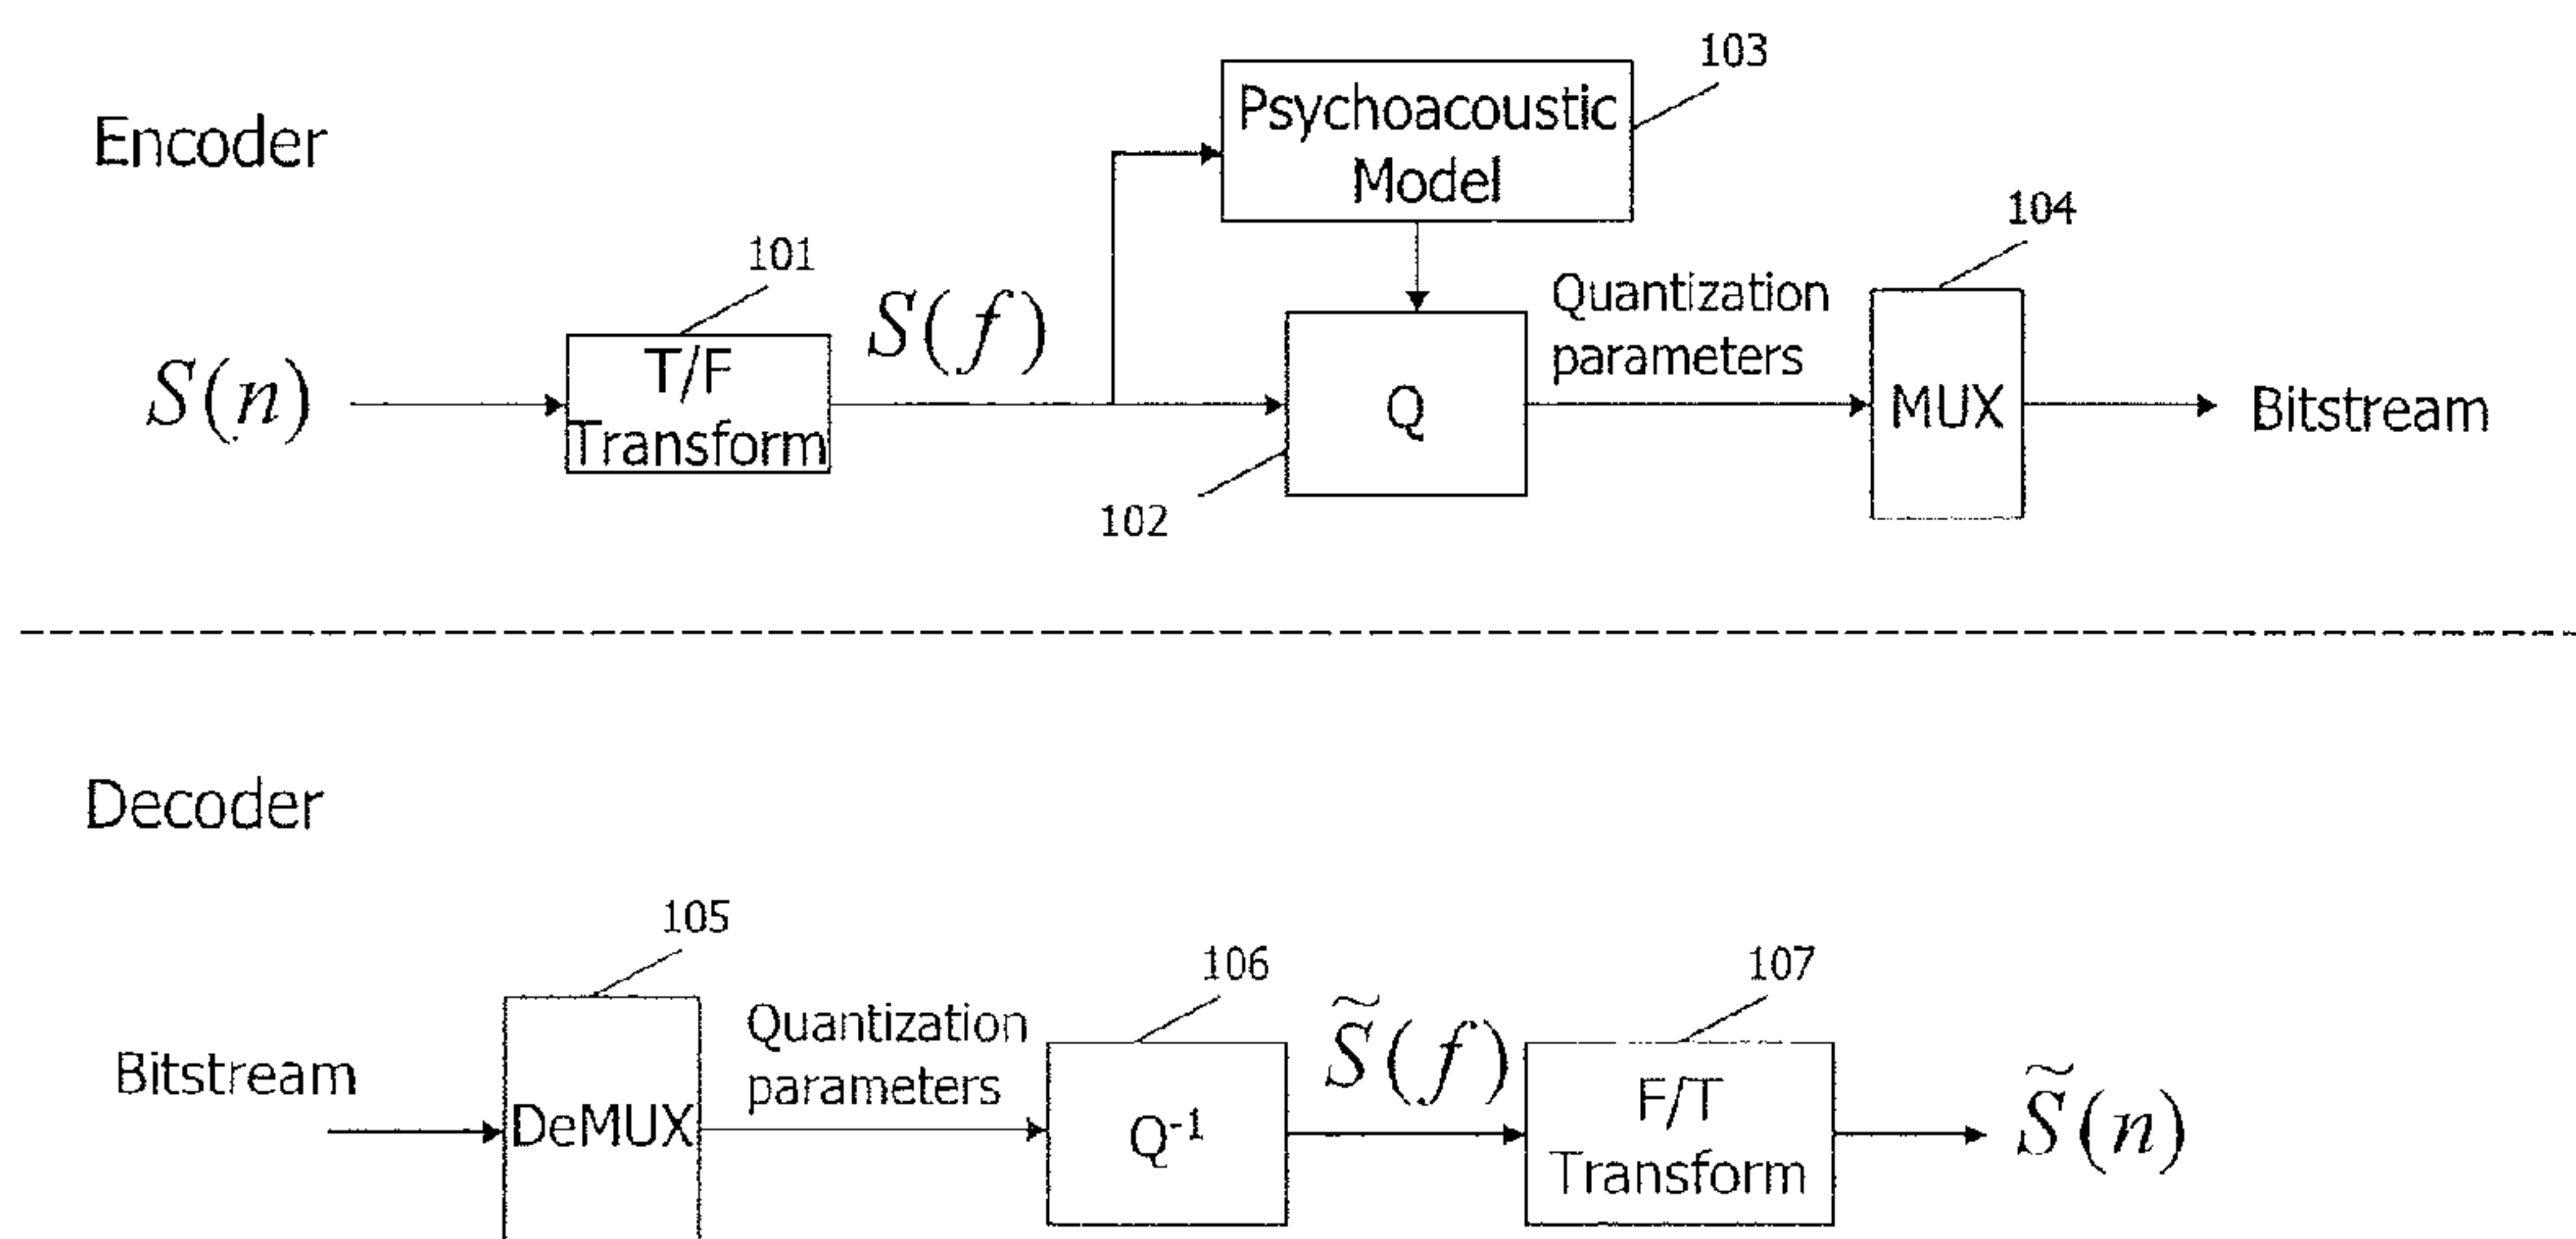 103
Psychoacoustic
Model
Encoder
104
101
S(f)
Quantization
parameters
T/F
Transform
S(n)
Q
MUX
Bitstream
102
Decoder
105
106
107
Quantization
parameters
S̃(f)
Bitstream
DeMUX
Q⁻¹
F/T
Transform
S̃(n)